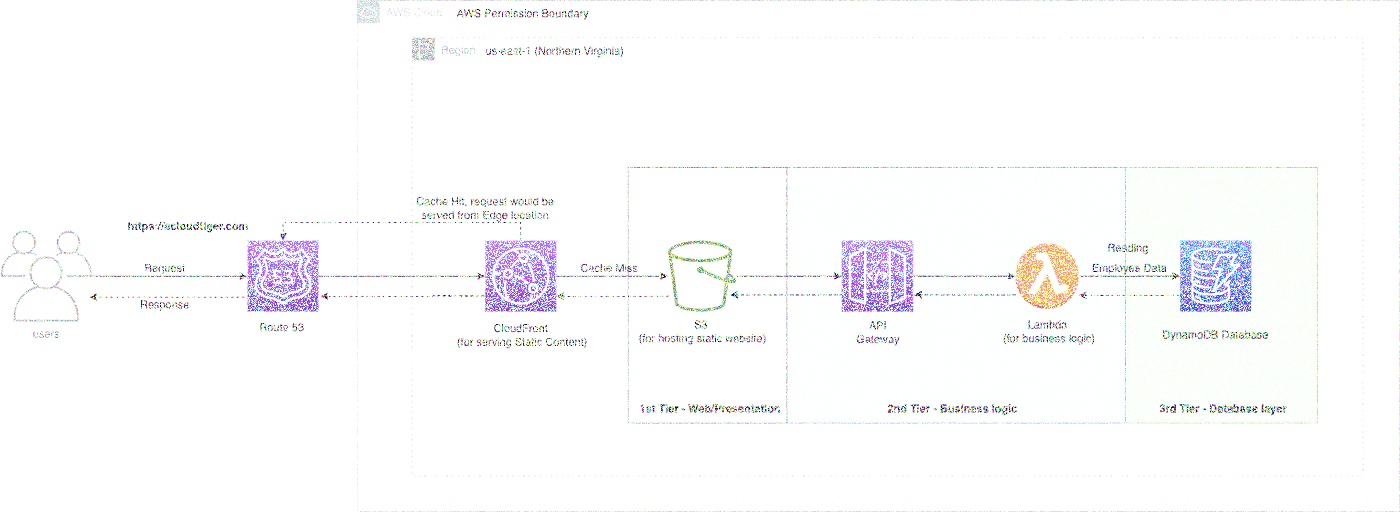 AWS Cloud AWS Permission Boundary
Region us-east-1 (Northern Virginia)
Cache Hit, request would be
served from Edge location
https://acloudtiger.com
Request
Response
users
Route 53
CloudFront
(for serving Static Content)
Cache Miss
S3
(for hosting static website)
API
Gateway
Lambda
(for business logic)
Reading
Employee Data
DynamoDB Database
1st Tier - Web/Presentation
2nd Tier - Business logic
3rd Tier - Database layer